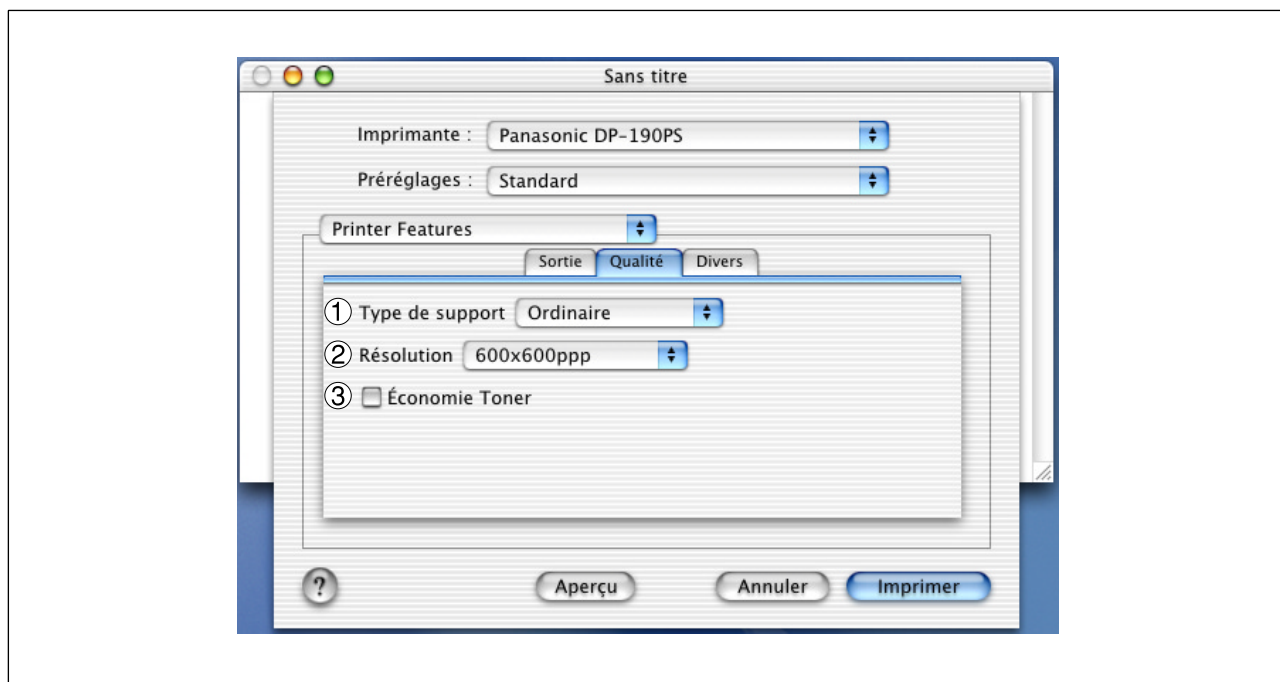 Sans titre
Imprimante : Panasonic DP-190PS
Préréglages : Standard
Printer Features
Sortie Qualité Divers
① Type de support Ordinaire
② Résolution 600x600ppp
③ Économie Toner
? Aperçu Annuler Imprimer